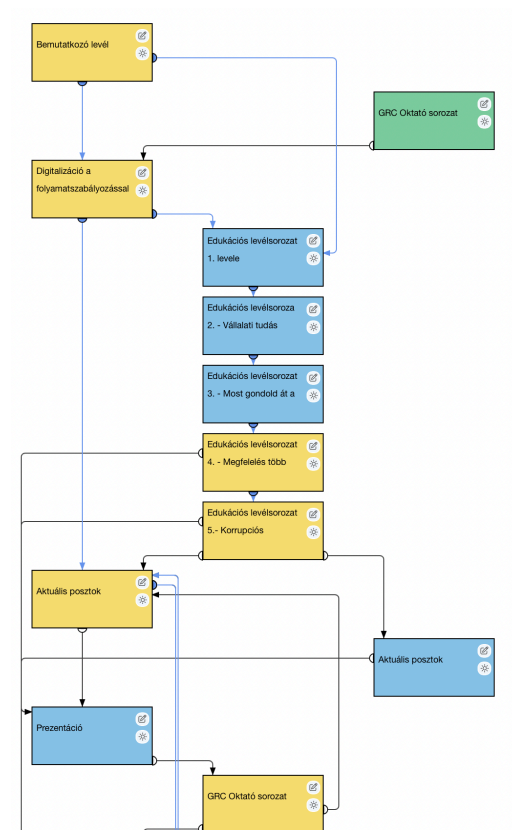 Bemutatkozó levél
GRC Oktató sorozat
Digitalizáció a
folyamatszabályozással
Edukációs levélsorozat
1. levele
Edukációs levélsoroza
2. - Vállalati tudás
Edukációs levélsorozat
3. - Most gondold át a
Edukációs levélsorozat
4. - Megfelelés több
Edukációs levélsorozat
5.- Korrupciós
Aktuális posztok
Aktuális posztok
Prezentáció
GRC Oktató sorozat